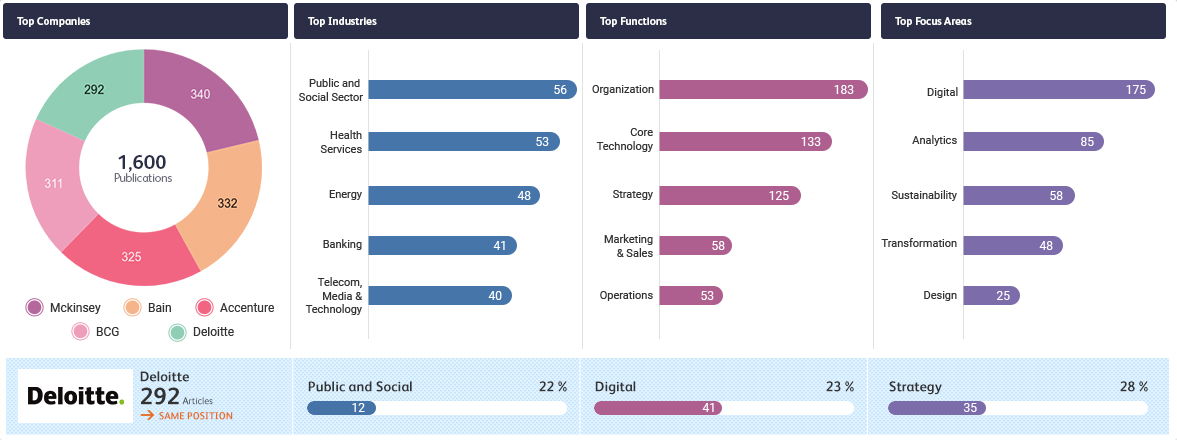 Top Companies
Top Industries
Top Functions
Top Focus Areas
340
332
325
311
292
1,600
Publications
Mckinsey
Bain
Accenture
BCG
Deloitte
Public and
Social Sector
56
Health
Services
53
Energy
48
Banking
41
Telecom,
Media &
Technology
40
Organization
183
Core
Technology
133
Strategy
125
Marketing
& Sales
58
Operations
53
Digital
175
Analytics
85
Sustainability
58
Transformation
48
Design
25
Deloitte.
Deloitte
292 Articles
SAME POSITION
Public and Social 22 %
12
Digital 23 %
41
Strategy 28 %
35